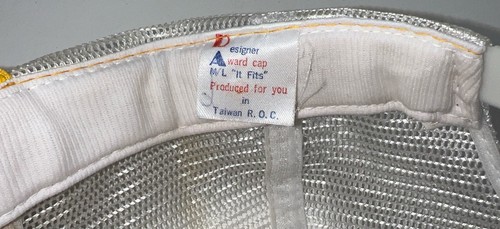 Designer
Award cap
M/L "It Fits"
Produced for you
in
Taiwan R.O.C.